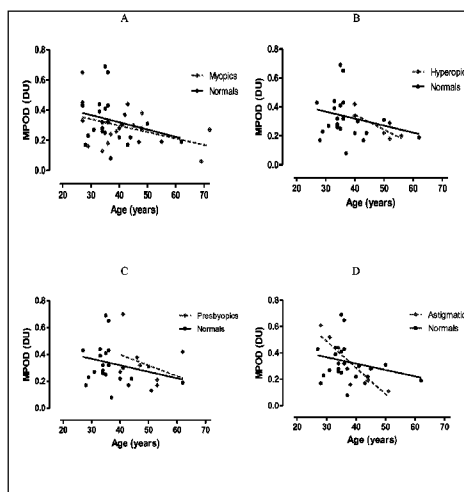 A
0.8
0.6
0.4
0.2
0.0
MPOD (DU)
20 30 40 50 60 70
Age (years)
Myopics
Normals
B
0.8
0.6
0.4
0.2
0.0
MPOD (DU)
20 30 40 50 60 70
Age (years)
Hyperopic
Normals
C
0.8
0.6
0.4
0.2
0.0
MPOD (DU)
20 30 40 50 60 70
Age (years)
Presbyopics
Normals
D
0.8
0.6
0.4
0.2
0.0
MPOD (DU)
20 30 40 50 60 70
Age (years)
Astigmatic
Normals